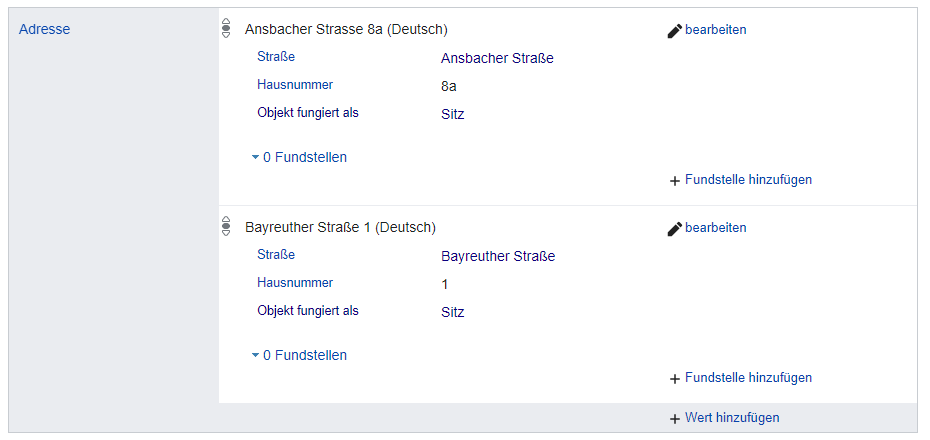 Adresse
Ansbacher Strasse 8a (Deutsch)
bearbeiten
Straße Ansbacher Straße
Hausnummer 8a
Objekt fungiert als Sitz
0 Fundstellen
+ Fundstelle hinzufügen
Bayreuther Straße 1 (Deutsch)
bearbeiten
Straße Bayreuther Straße
Hausnummer 1
Objekt fungiert als Sitz
0 Fundstellen
+ Fundstelle hinzufügen
+ Wert hinzufügen